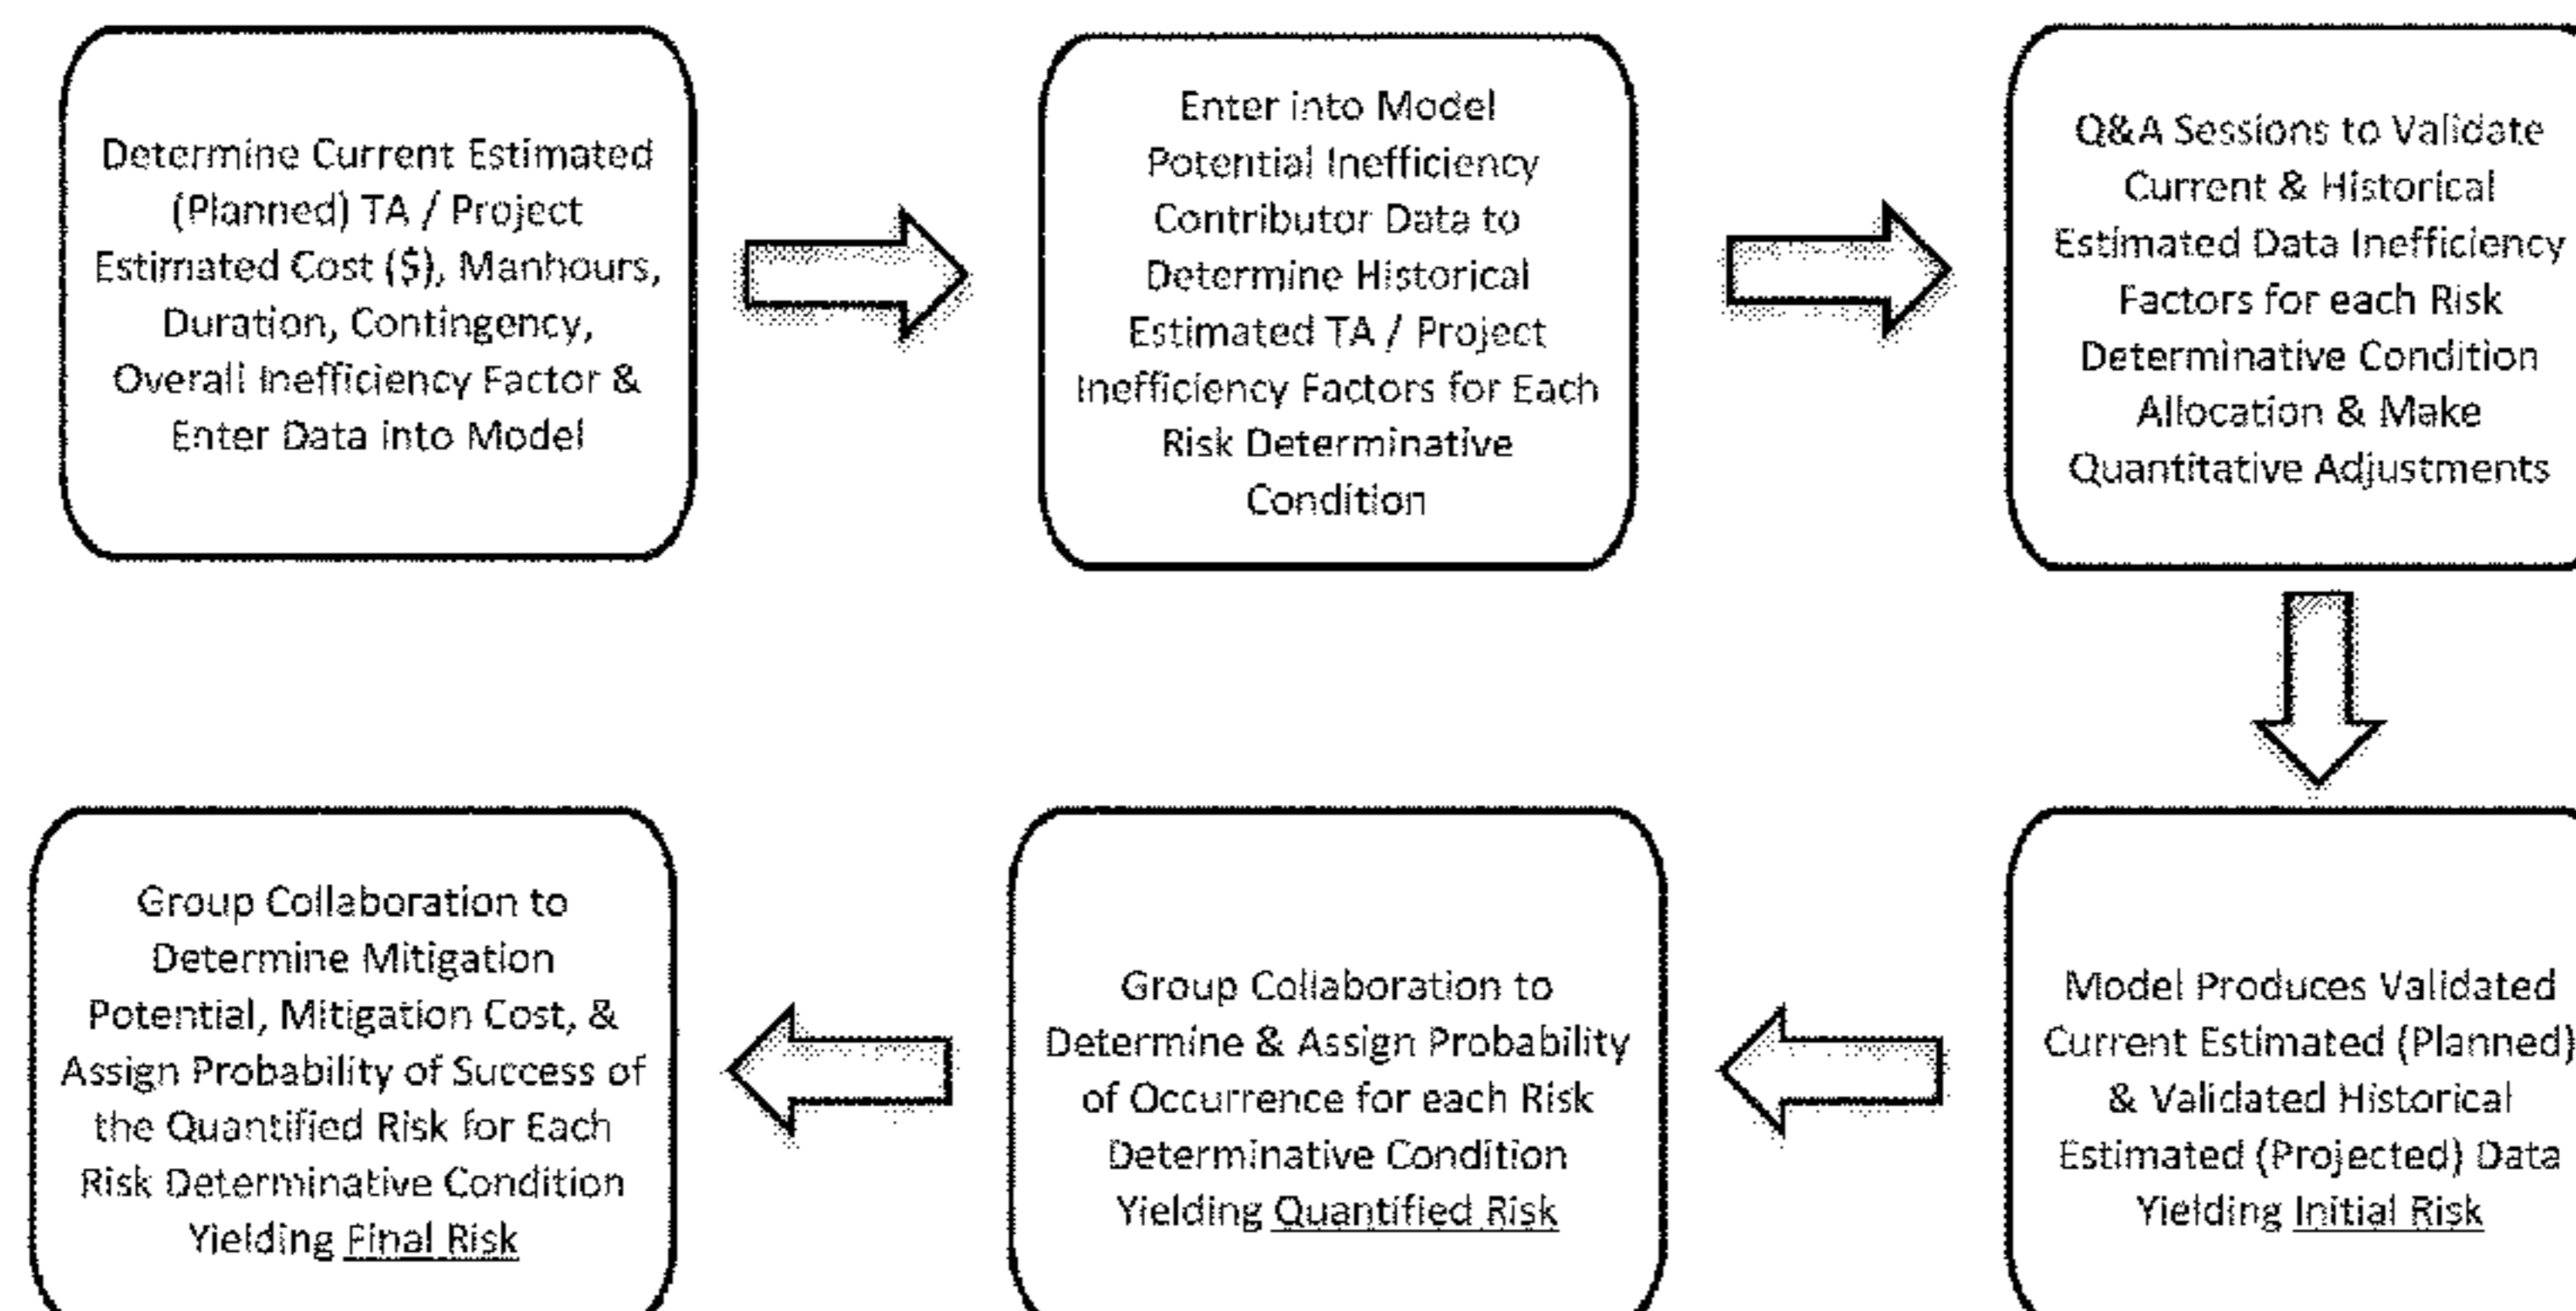 Determine Current Estimated
(Planned) TA / Project
Estimated Cost ($), Manhours,
Duration, Contingency,
Overall Inefficiency Factor &
Enter Data into Model
Enter into Model
Potential Inefficiency
Contributor Data to
Determine Historical
Estimated TA / Project
Inefficiency Factors for Each
Risk Determinative
Condition
Q&A Sessions to Validate
Current & Historical
Estimated Data Inefficiency
Factors for each Risk
Determinative Condition
Allocation & Make
Quantitative Adjustments
Model Produces Validated
Current Estimated (Planned)
& Validated Historical
Estimated (Projected) Data
Yielding Initial Risk
Group Collaboration to
Determine & Assign Probability
of Occurrence for each Risk
Determinative Condition
Yielding Quantified Risk
Group Collaboration to
Determine Mitigation
Potential, Mitigation Cost, &
Assign Probability of Success of
the Quantified Risk for Each
Risk Determinative Condition
Yielding Final Risk